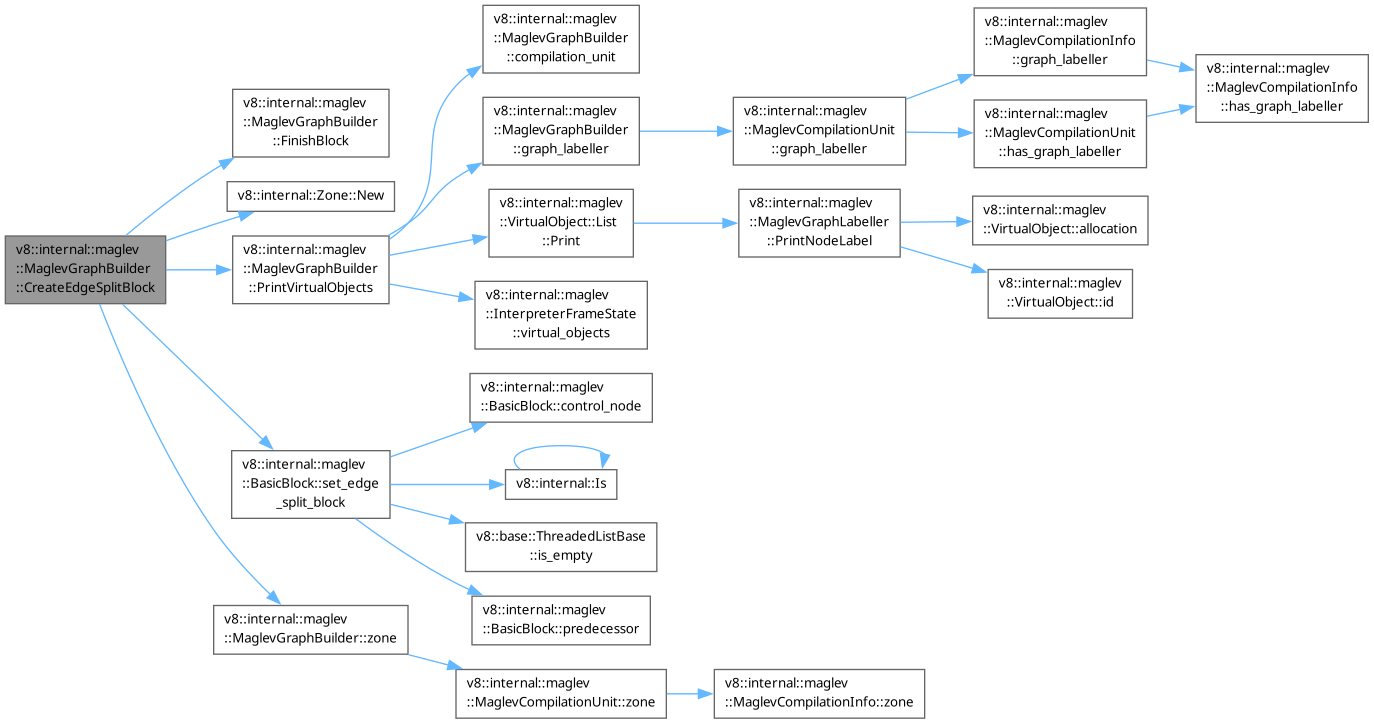 v8::internal::maglev
::MaglevGraphBuilder
::CreateEdgeSplitBlock
v8::internal::maglev
::MaglevGraphBuilder
::FinishBlock
v8::internal::Zone::New
v8::internal::maglev
::MaglevGraphBuilder
::PrintVirtualObjects
v8::internal::maglev
::MaglevGraphBuilder
::compilation_unit
v8::internal::maglev
::MaglevGraphBuilder
::graph_labeller
v8::internal::maglev
::MaglevCompilationUnit
::graph_labeller
v8::internal::maglev
::MaglevCompilationInfo
::graph_labeller
v8::internal::maglev
::MaglevCompilationInfo
::has_graph_labeller
v8::internal::maglev
::MaglevCompilationUnit
::has_graph_labeller
v8::internal::maglev
::VirtualObject::List
::Print
v8::internal::maglev
::MaglevGraphLabeller
::PrintNodeLabel
v8::internal::maglev
::VirtualObject::allocation
v8::internal::maglev
::VirtualObject::id
v8::internal::maglev
::InterpreterFrameState
::virtual_objects
v8::internal::maglev
::BasicBlock::set_edge
_split_block
v8::internal::maglev
::BasicBlock::control_node
v8::internal::Is
v8::base::ThreadedListBase
::is_empty
v8::internal::maglev
::BasicBlock::predecessor
v8::internal::maglev
::MaglevGraphBuilder::zone
v8::internal::maglev
::MaglevCompilationUnit::zone
v8::internal::maglev
::MaglevCompilationInfo::zone